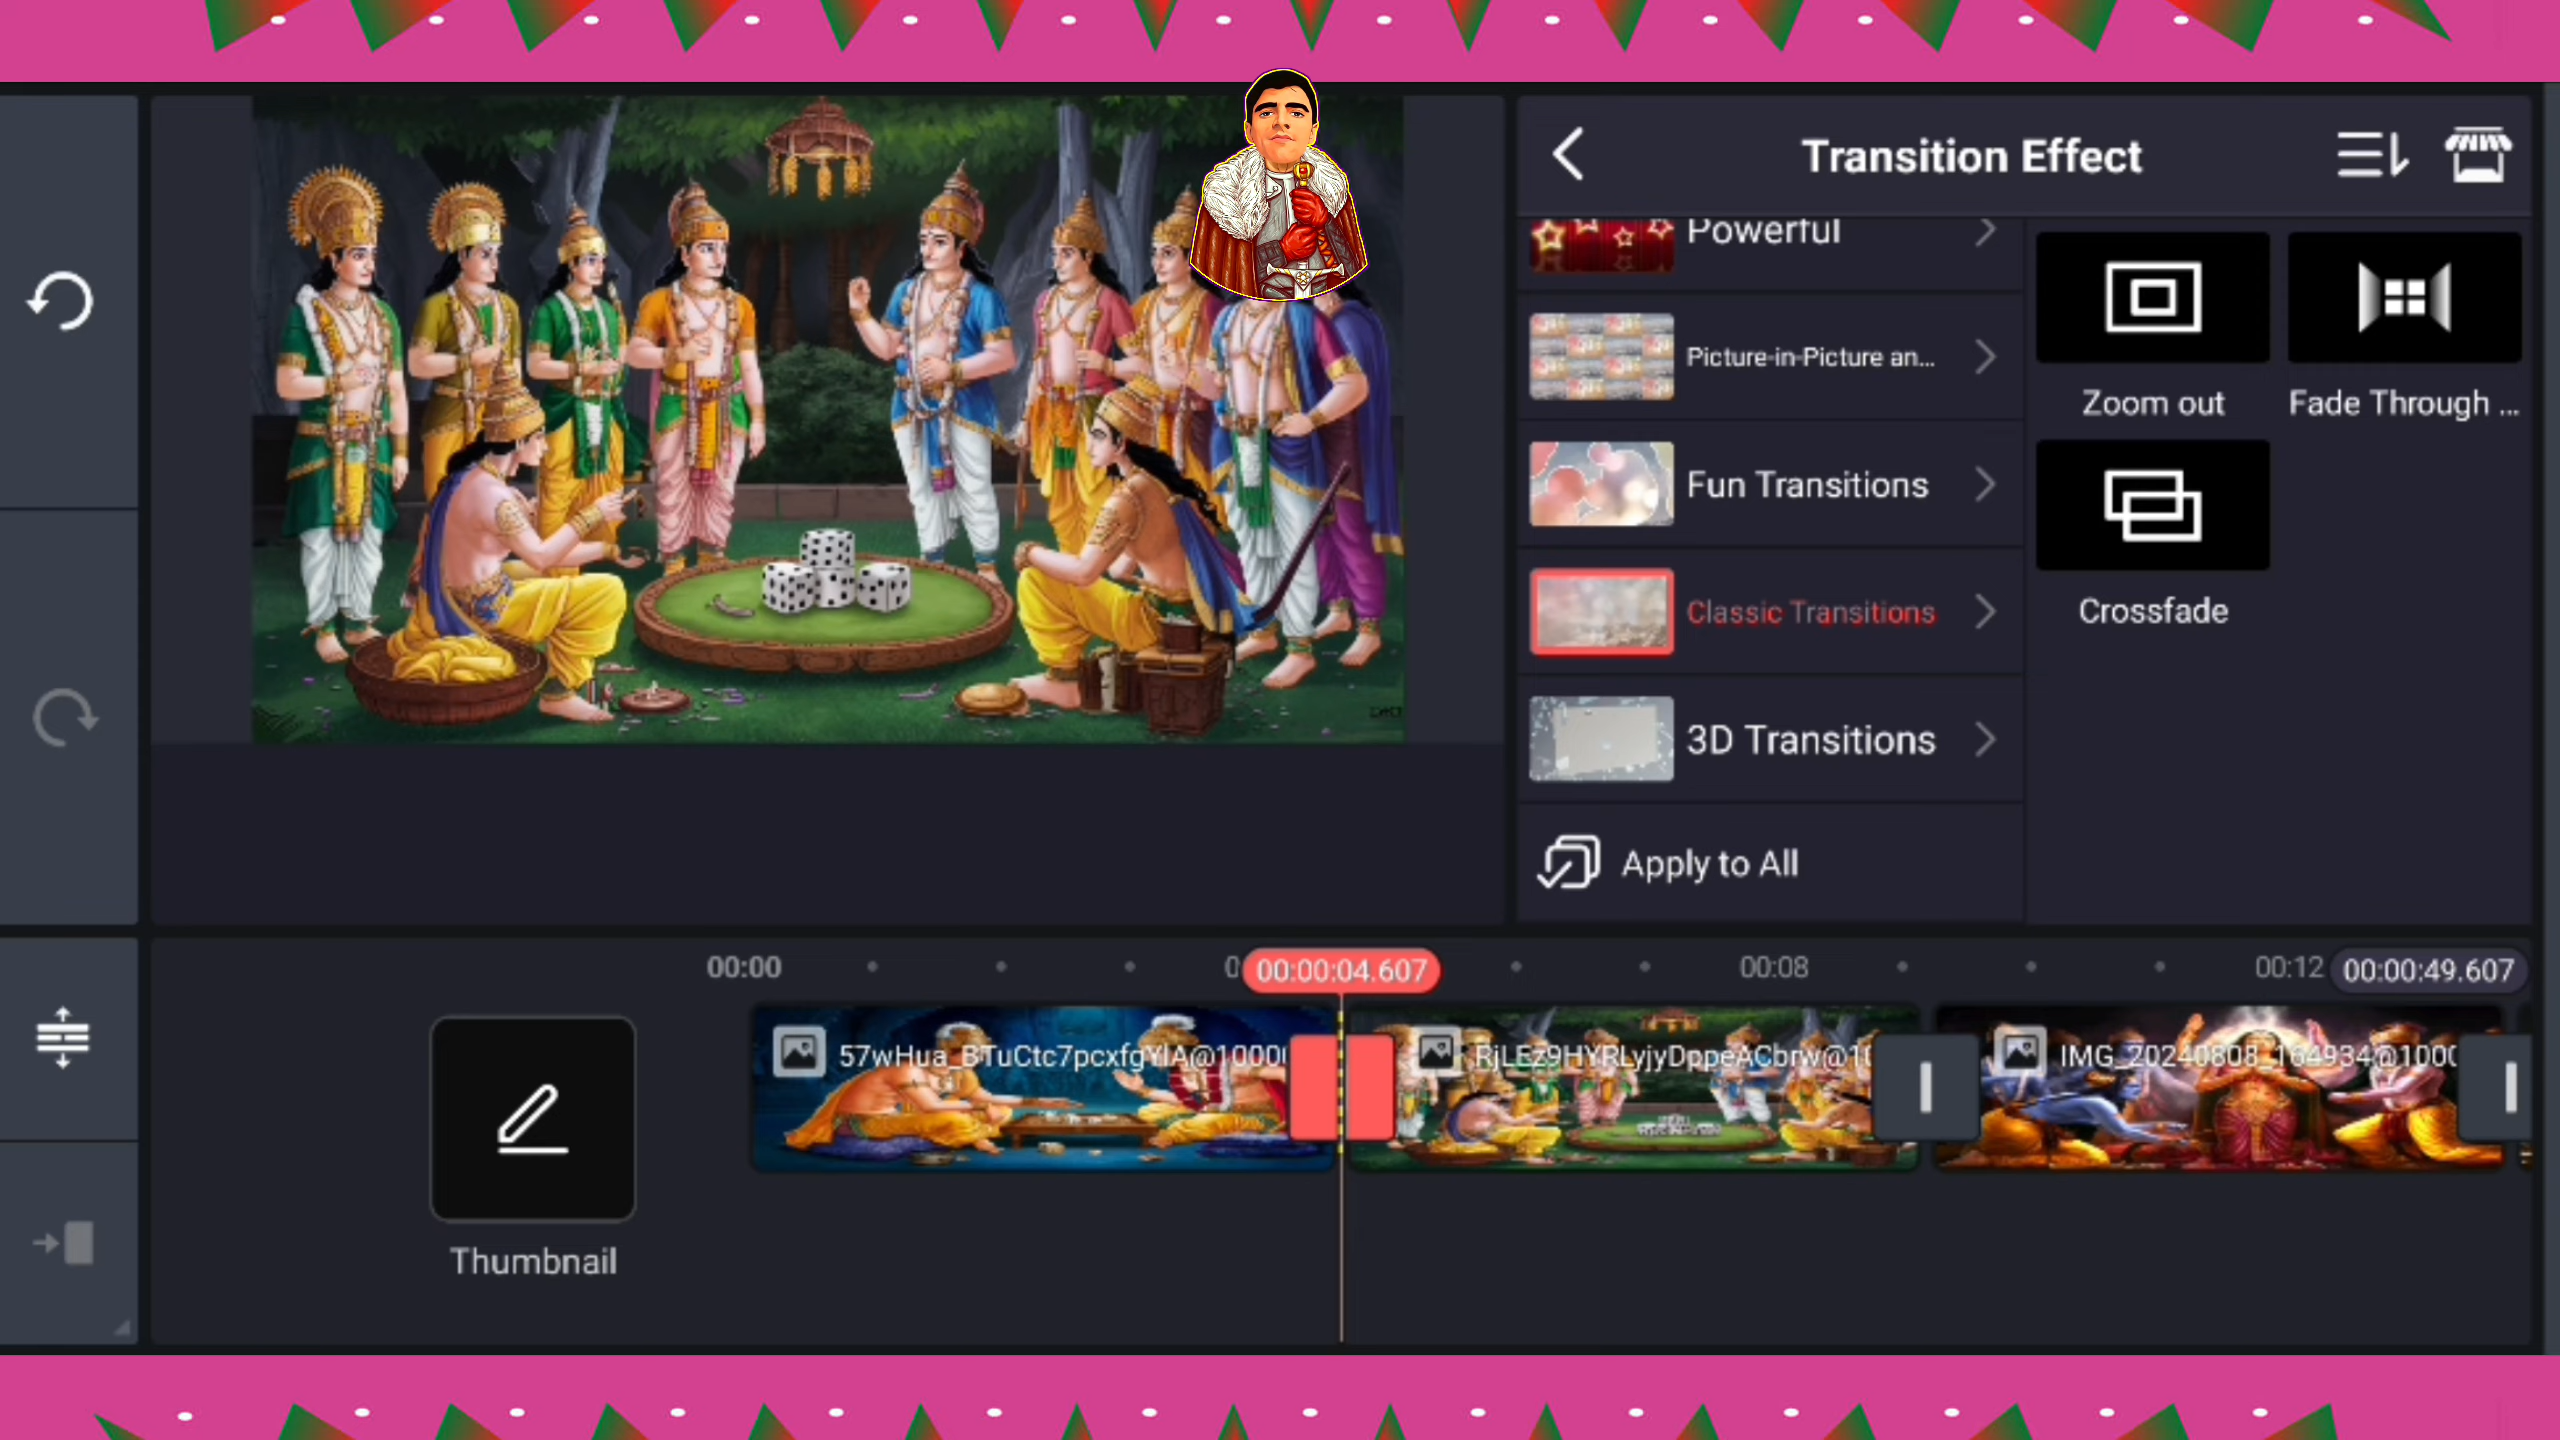 Transition Effect
Powerful
Picture-in-Picture an...
Fun Transitions
Classic Transitions
3D Transitions
Apply to All
Zoom out
Fade Through ...
Crossfade
00:00
00:00:04.607
00:08
00:12
00:00:49.607
57wHua_BTuCtc7pcxfgYlA@1000
RjLEz9HYRLyjyDppeACbrw@10
IMG_20240808_164934@100
Thumbnail